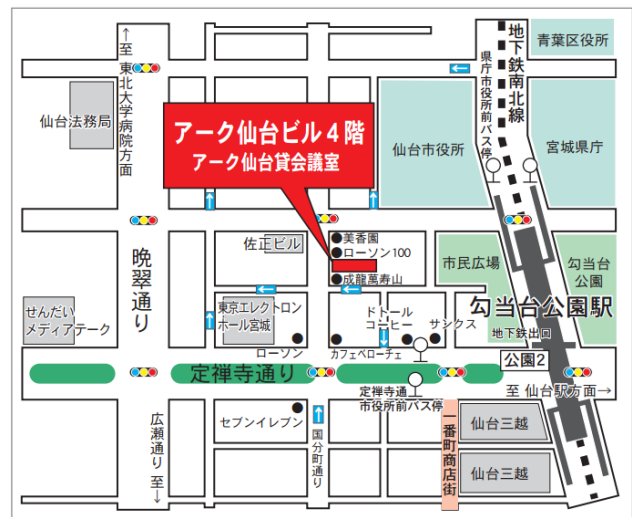 ←至 東北大学病院方面
仙台法務局
アーク仙台ビル4階
アーク仙台貸会議室
県庁市役所前バス停
地下鉄南北線
青葉区役所
仙台市役所
宮城県庁
晩翠通り
佐正ビル
●美香園
●ローソン100
●成龍萬寿山
市民広場
勾当台
公園
せんだい
メディアテーク
東京エレクトロン
ホール宮城
ドトール
コーヒー
サンクス
勾当台公園駅
地下鉄出口
ローソン
カフェベローチェ
公園2
定禅寺通り
定禅寺通
市役所前バス停
至 仙台駅方面→
広瀬通り 至→
セブンイレブン
国分町通り
一番町商店街
仙台三越
仙台三越